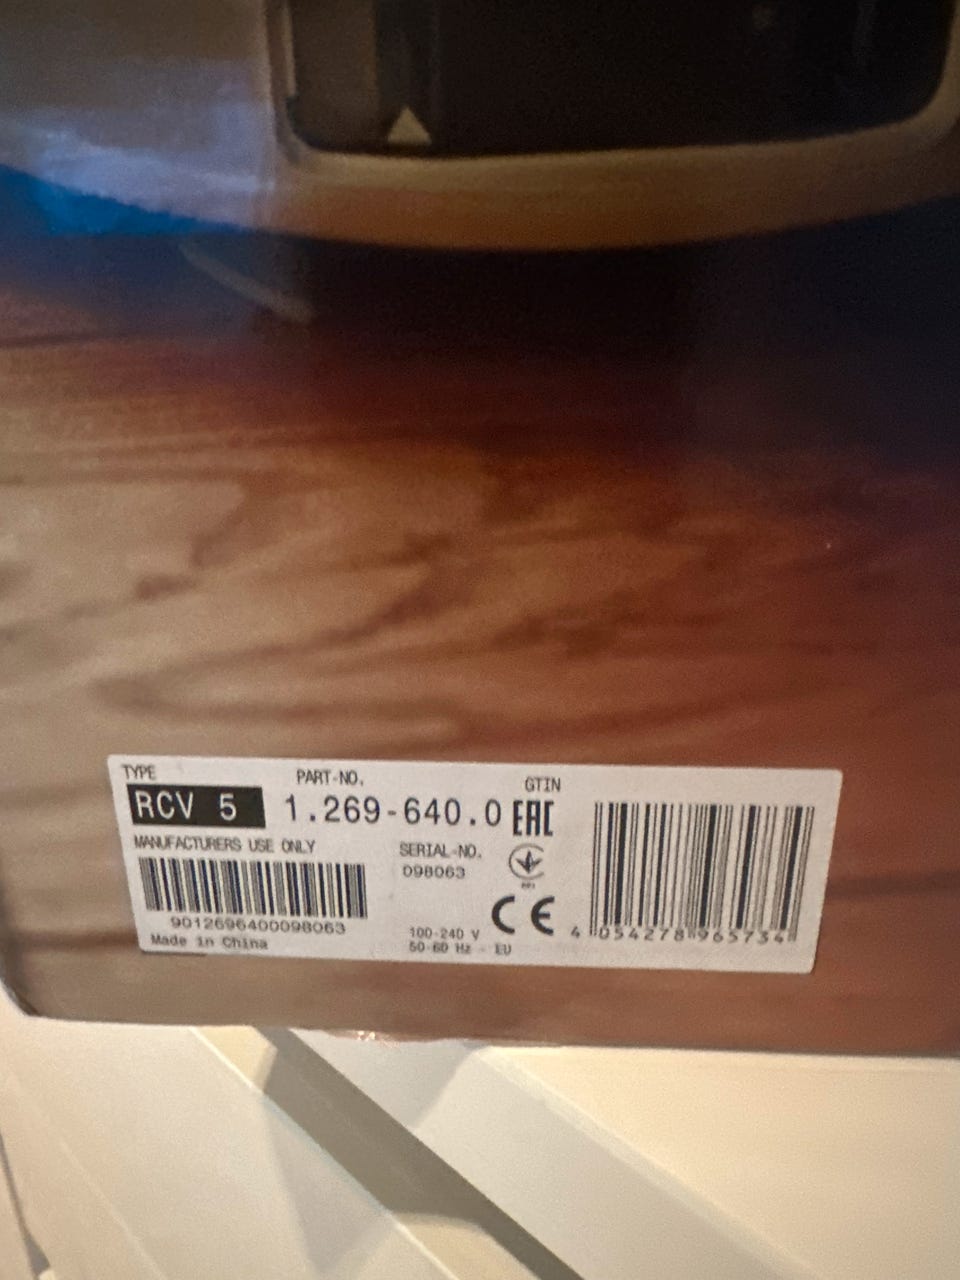 TYPE
RCV 5
PART-NO.
1.269-640.0
GTIN
EAC
MANUFACTURERS USE ONLY
9012696400098063
Made in China
SERIAL-NO.
098063
100-240 V
50-60 Hz - EU
CE
4 054278 965734